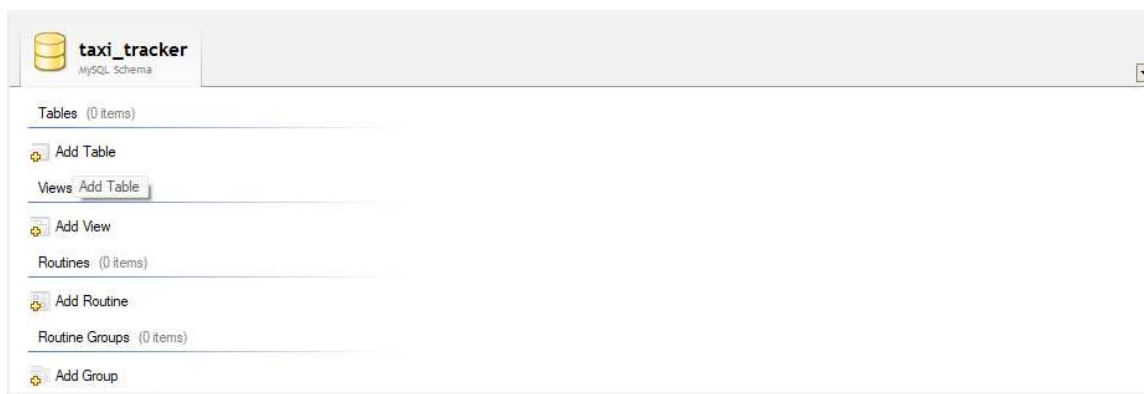 taxi_tracker
MySQL Schema
Tables (0 items)
Add Table
Views Add Table
Add View
Routines (0 items)
Add Routine
Routine Groups (0 items)
Add Group